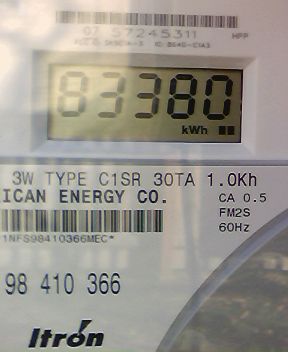 07 57245311 HPP
83380
kWh
3W TYPE C1SR 30TA 1.0Kh
ICAN ENERGY CO. CA 0.5
FM2S
60Hz
1NFS98410366MEC*
98 410 366
Itron